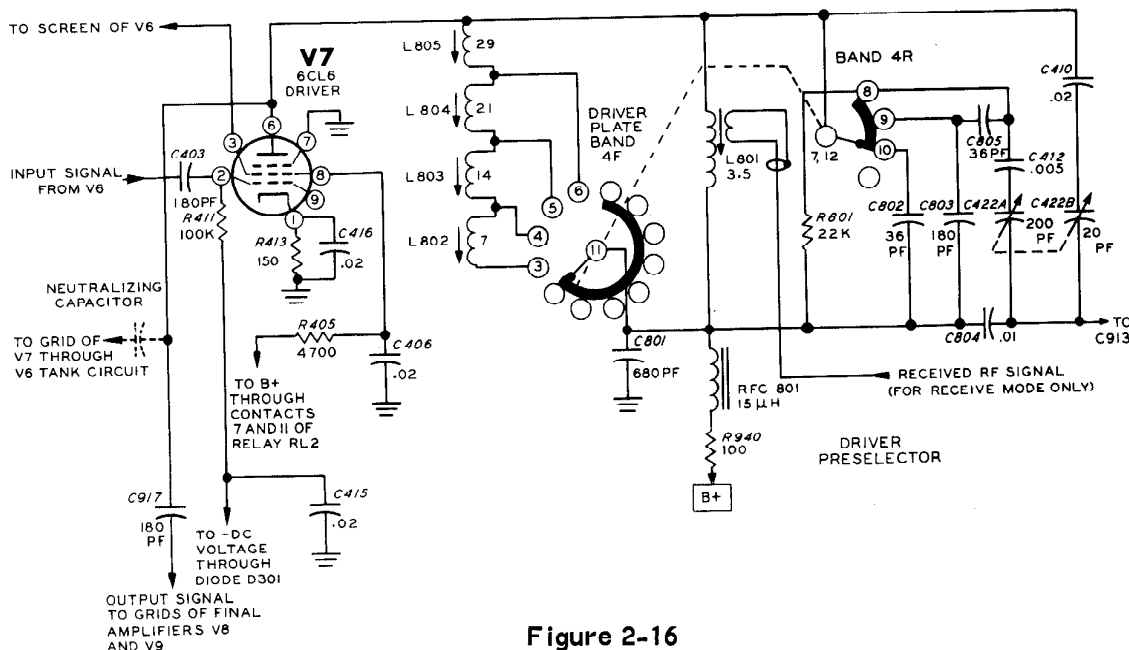 TO SCREEN OF V6
V7
6CL6
DRIVER
L805
29
L804
21
L803
14
L802
7
DRIVER
PLATE
BAND
4F
BAND 4R
C410
.02
6
7
3
8
2
9
1
C403
180PF
INPUT SIGNAL
FROM V6
R411
100K
R413
150
C416
.02
6
5
4
3
11
L801
3.5
7,12
8
9
10
C805
36PF
C412
.005
R801
22K
C802
36
PF
C803
180
PF
C422A
200
PF
C422B
20
PF
NEUTRALIZING
CAPACITOR
TO GRID OF
V7 THROUGH
V6 TANK CIRCUIT
R405
4700
C406
.02
TO B+
THROUGH
CONTACTS
7 AND 11 OF
RELAY RL2
C801
680PF
C804
.01
TO
C913
RFC 801
15µH
RECEIVED RF SIGNAL
(FOR RECEIVE MODE ONLY)
R940
100
B+
DRIVER
PRESELECTOR
C917
180
PF
C415
.02
TO -DC
VOLTAGE
THROUGH
DIODE D301
OUTPUT SIGNAL
TO GRIDS OF FINAL
AMPLIFIERS V8
AND V9
Figure 2-16